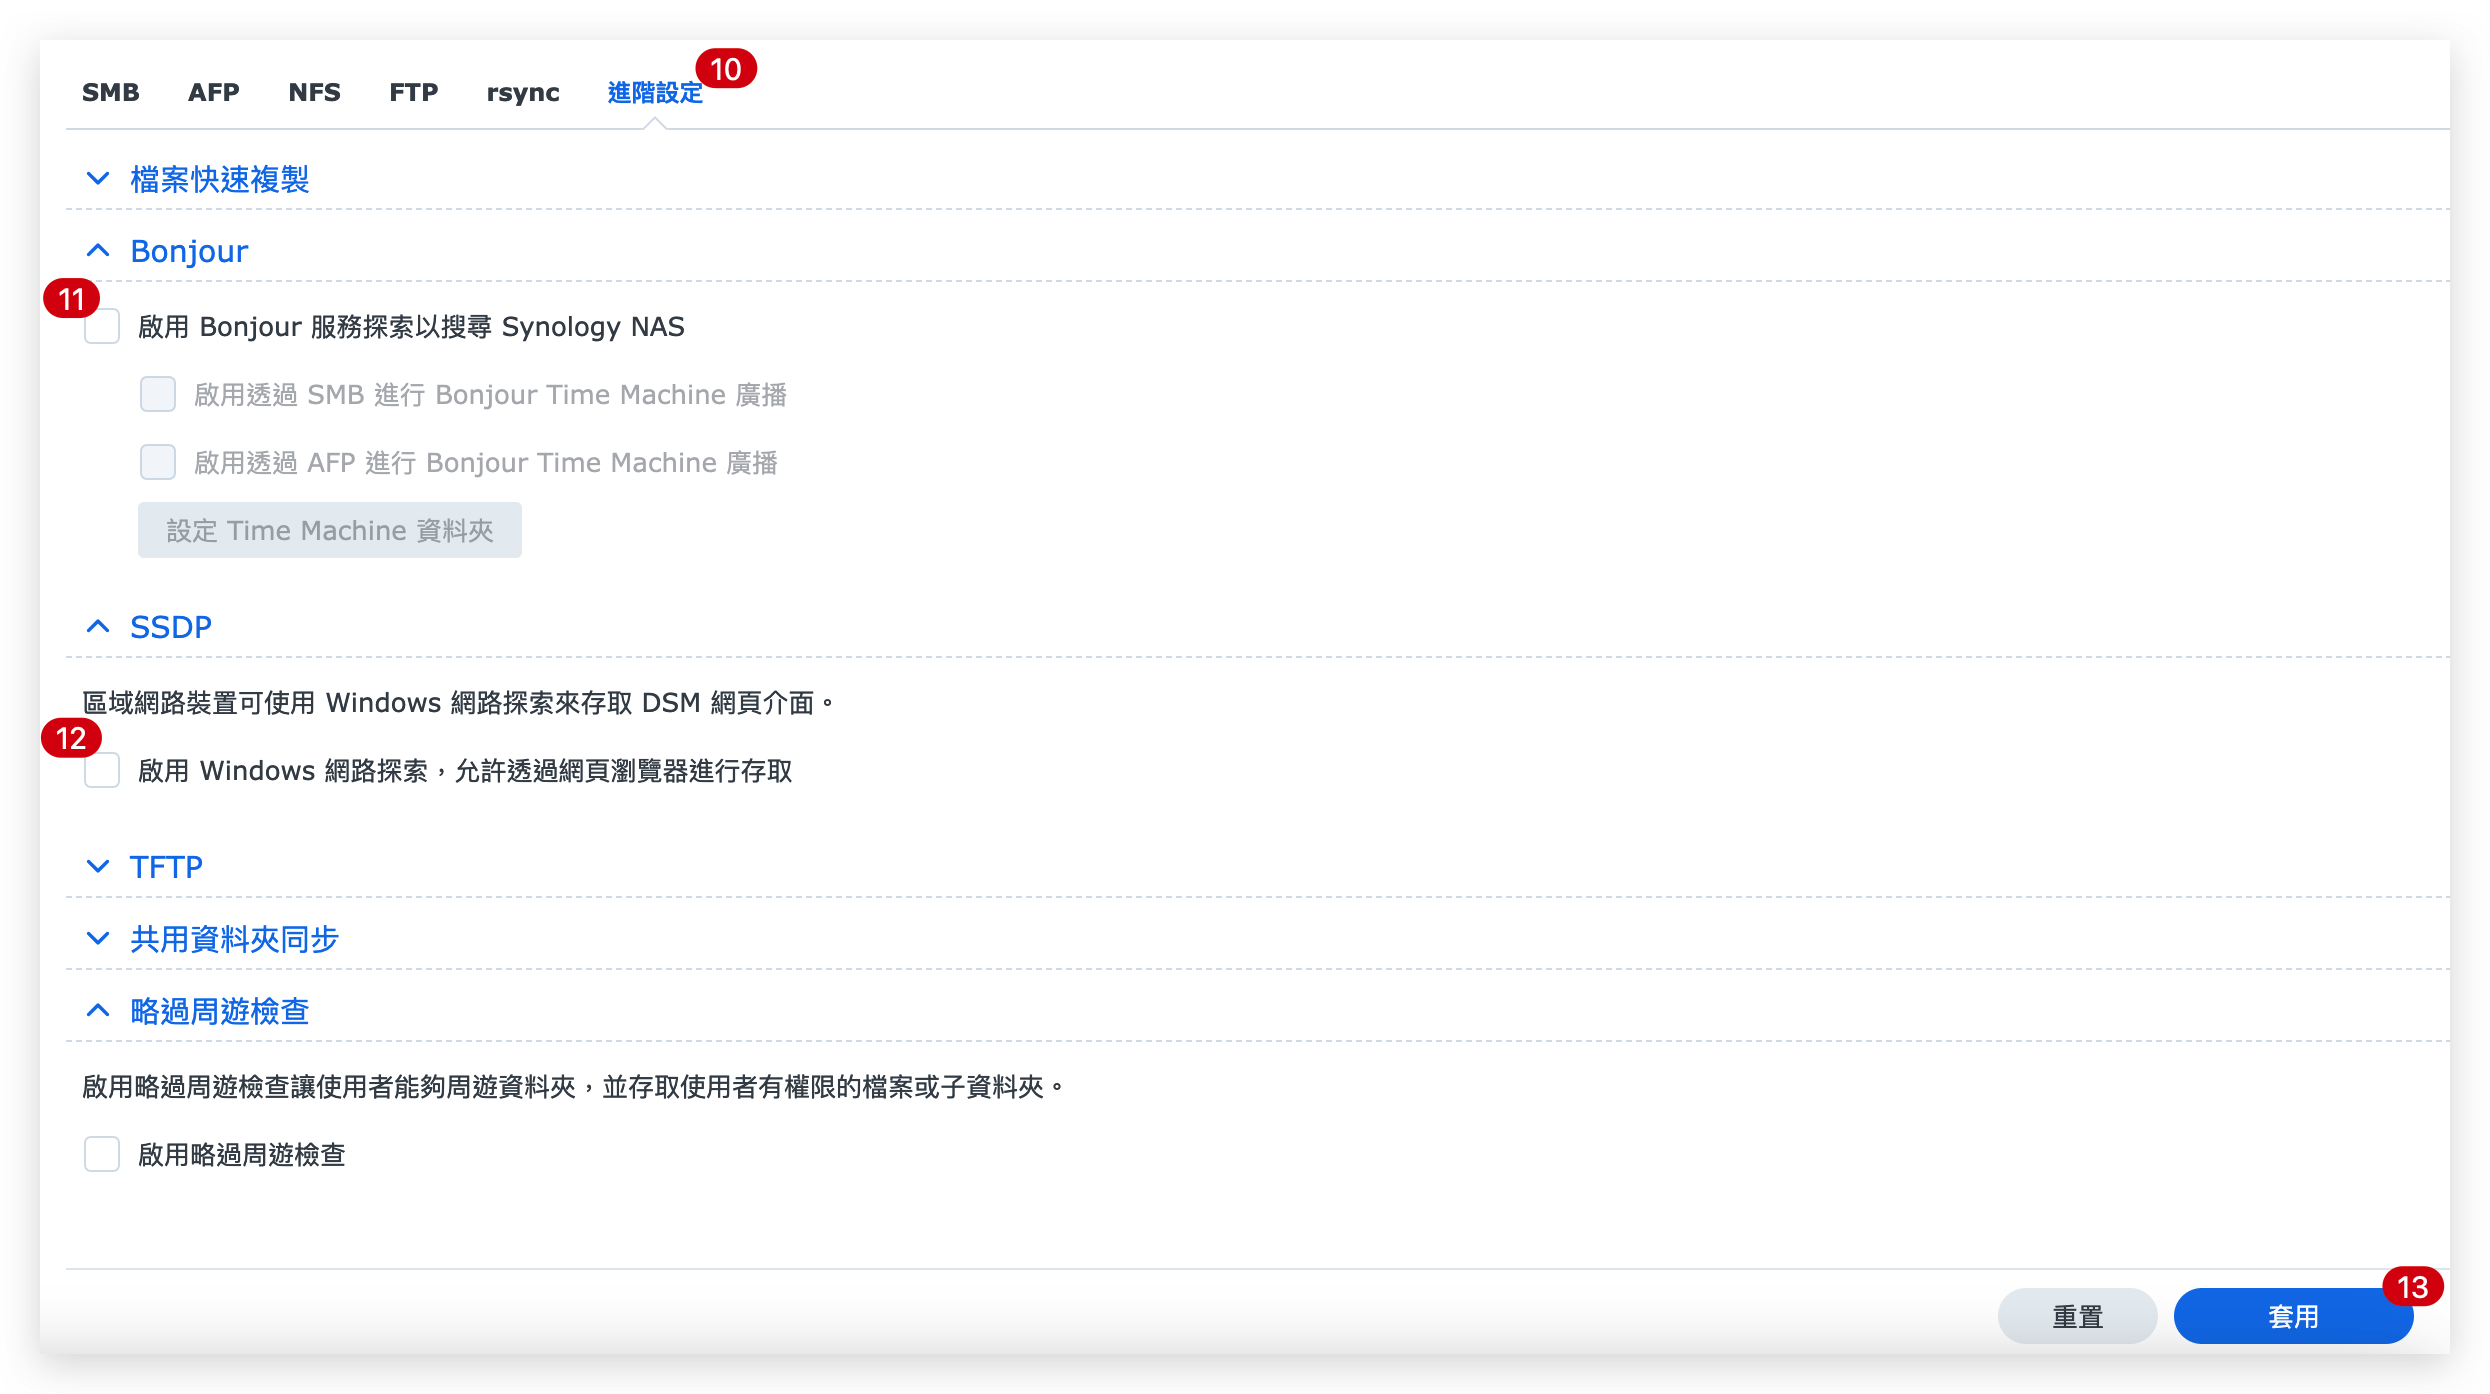 SMB AFP NFS FTP rsync 進階設定 10
檔案快速複製
Bonjour
11
啟用 Bonjour 服務探索以搜尋 Synology NAS
啟用透過 SMB 進行 Bonjour Time Machine 廣播
啟用透過 AFP 進行 Bonjour Time Machine 廣播
設定 Time Machine 資料夾
SSDP
區域網路裝置可使用 Windows 網路探索來存取 DSM 網頁介面。
12
啟用 Windows 網路探索，允許透過網頁瀏覽器進行存取
TFTP
共用資料夾同步
略過周遊檢查
啟用略過周遊檢查讓使用者能夠周遊資料夾，並存取使用者有權限的檔案或子資料夾。
啟用略過周遊檢查
13
重置 套用